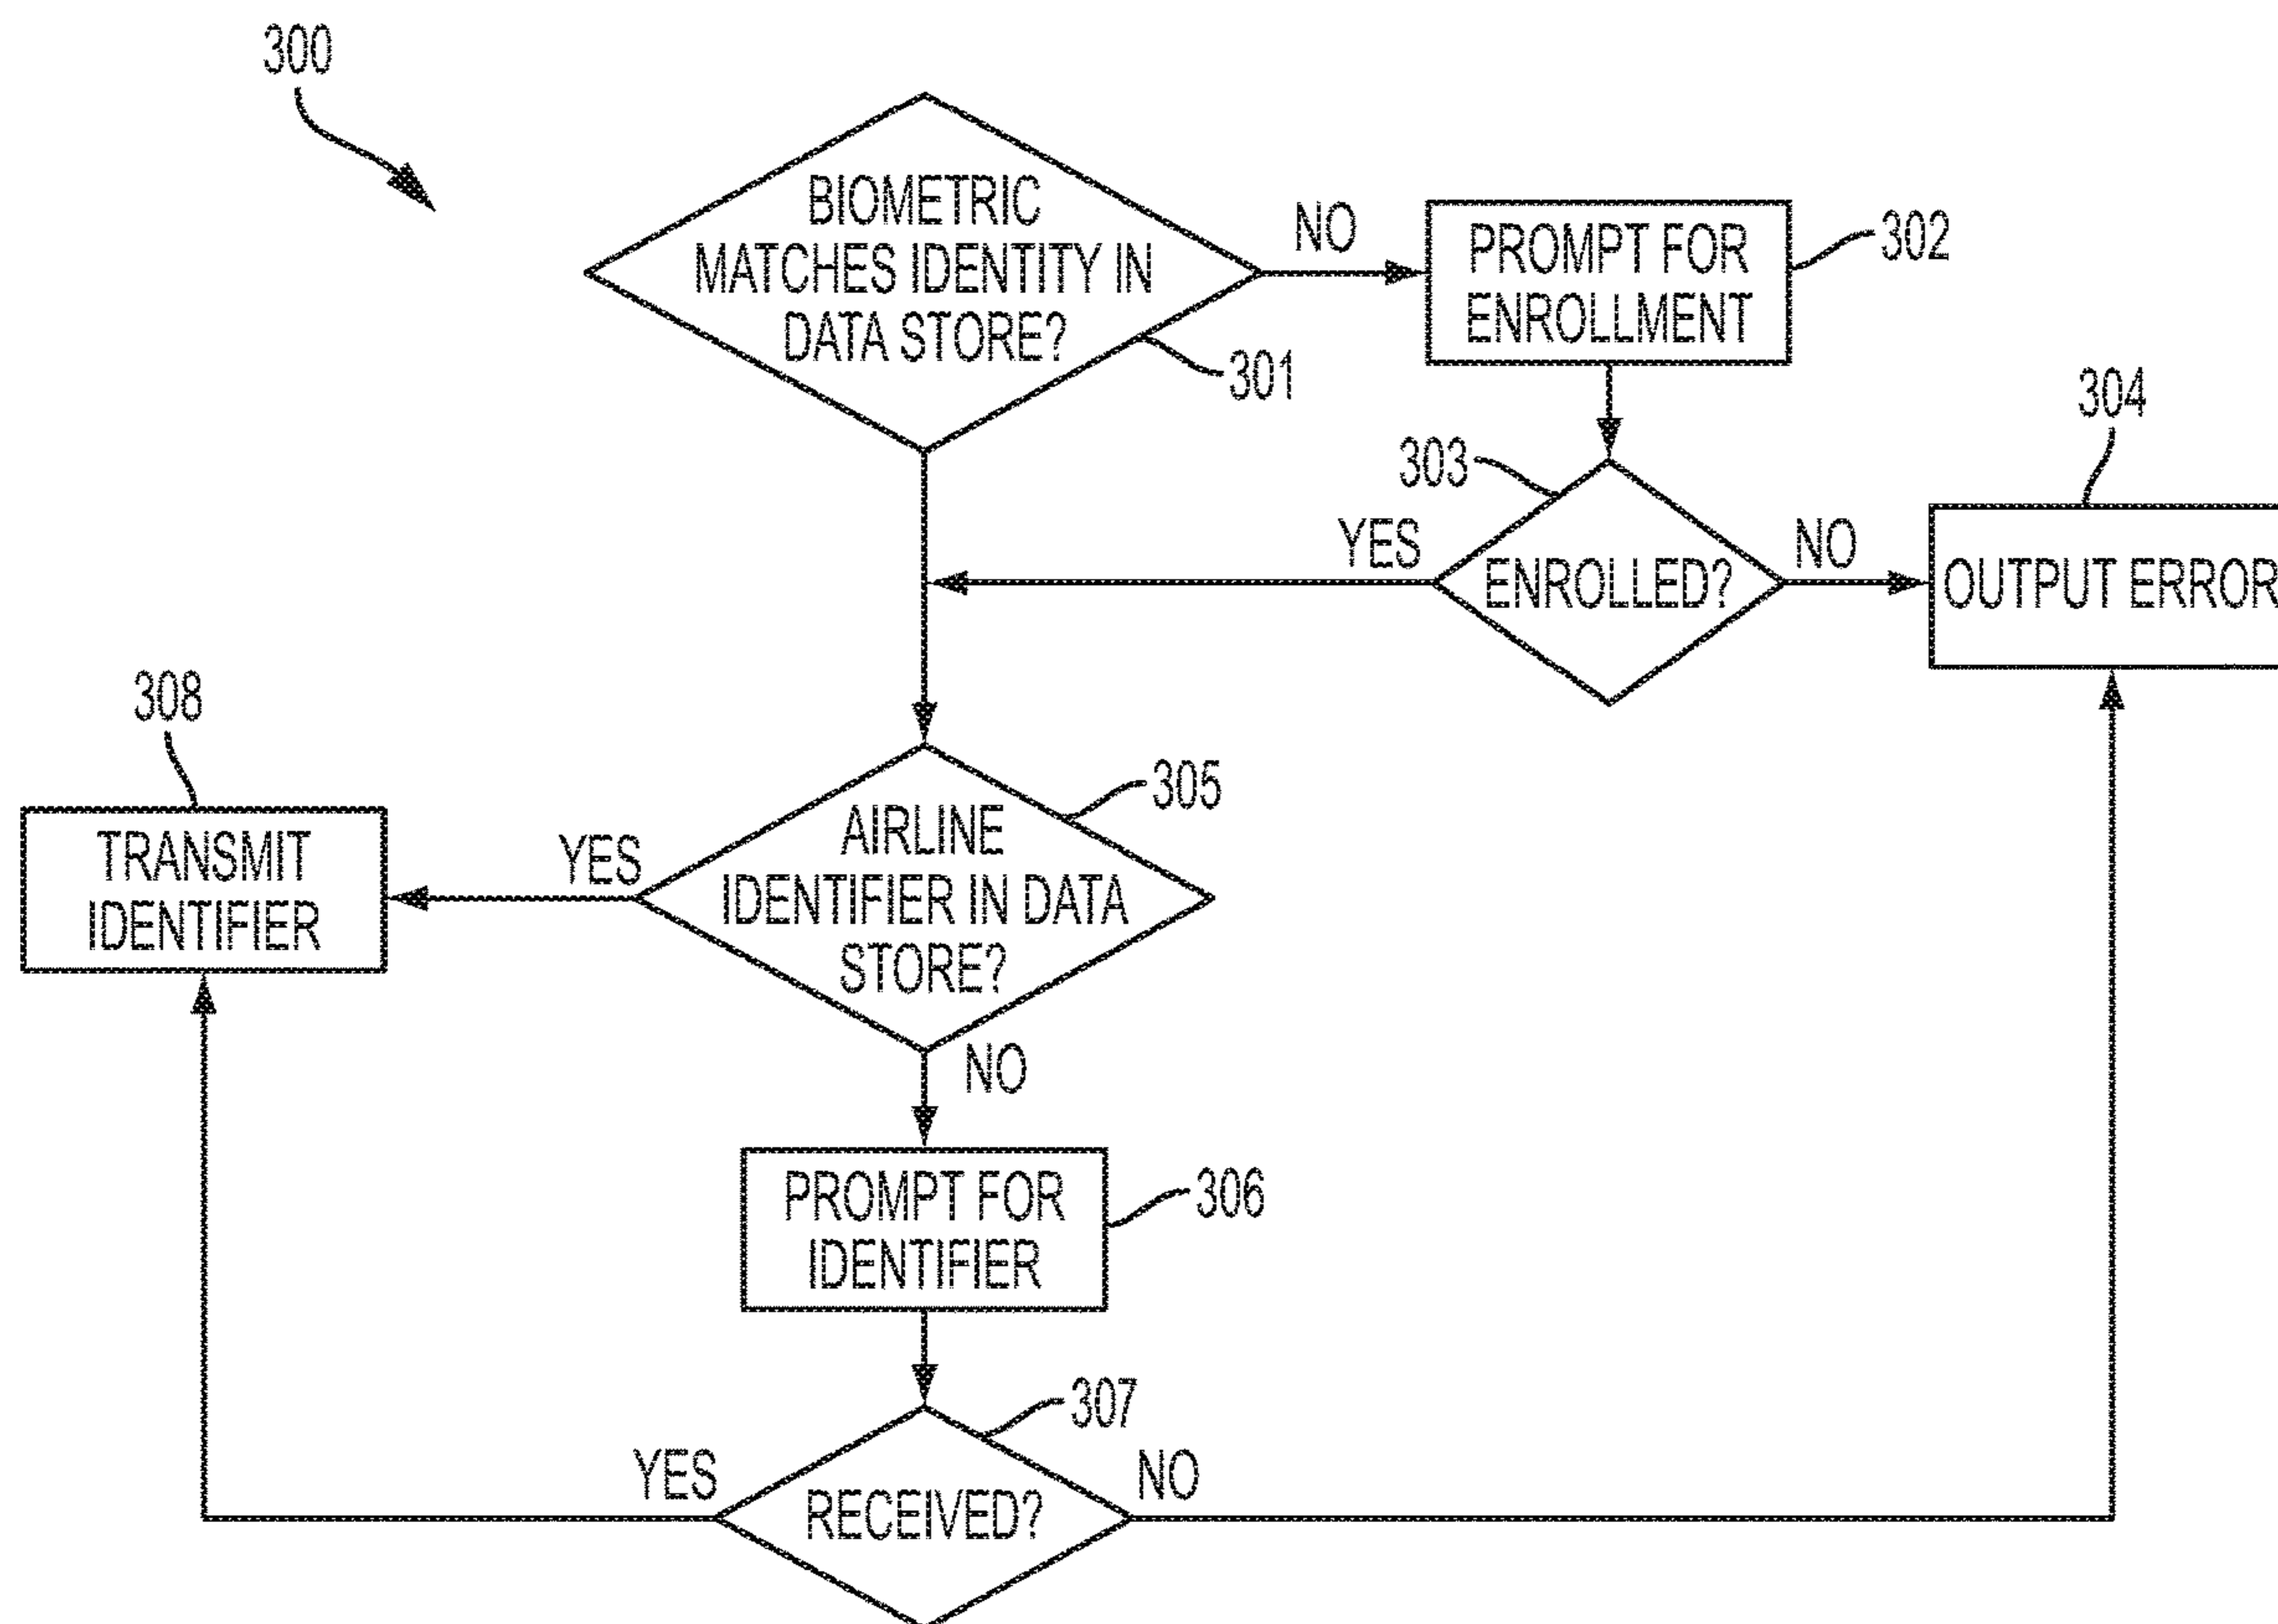 300
BIOMETRIC
MATCHES IDENTITY IN
DATA STORE?
301
NO
PROMPT FOR
ENROLLMENT
302
303
ENROLLED?
YES
NO
304
OUTPUT ERROR
305
AIRLINE
IDENTIFIER IN DATA
STORE?
YES
308
TRANSMIT
IDENTIFIER
NO
PROMPT FOR
IDENTIFIER
306
307
RECEIVED?
YES
NO